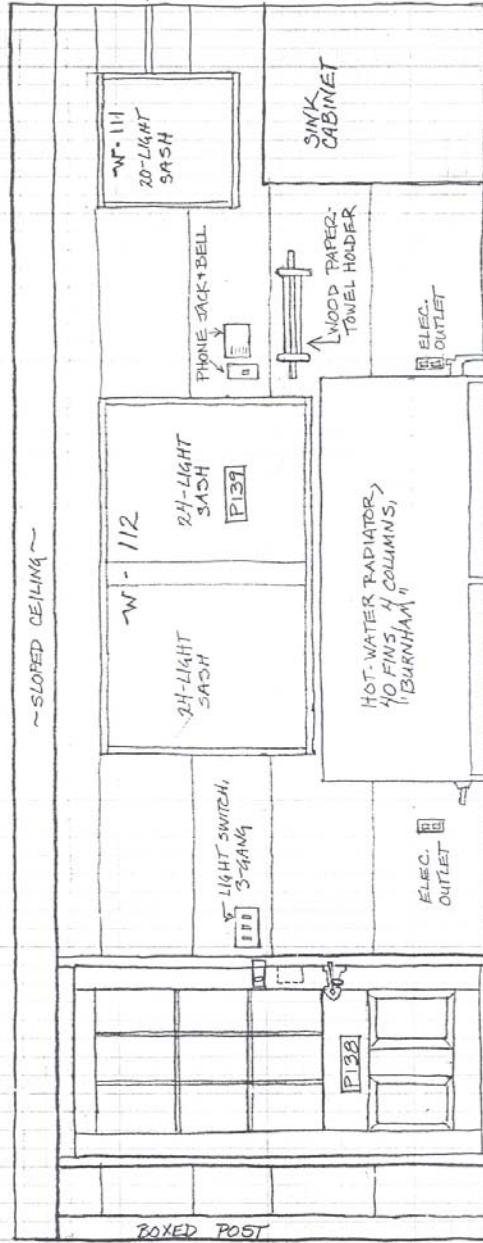 ~SLOPED CEILING~
W-111
20-LIGHT
SASH
SINK
CABINET
PHONE JACK + BELL
WOOD PAPER-
TOWEL HOLDER
ELEC.
OUTLET
W-112
24-LIGHT
SASH
24-LIGHT
SASH
P139
HOT-WATER RADIATOR,
40 FINS, 4 COLUMNS,
"BURNHAM"
LIGHT SWITCH,
3-GANG
ELEC.
OUTLET
P138
BOXED POST